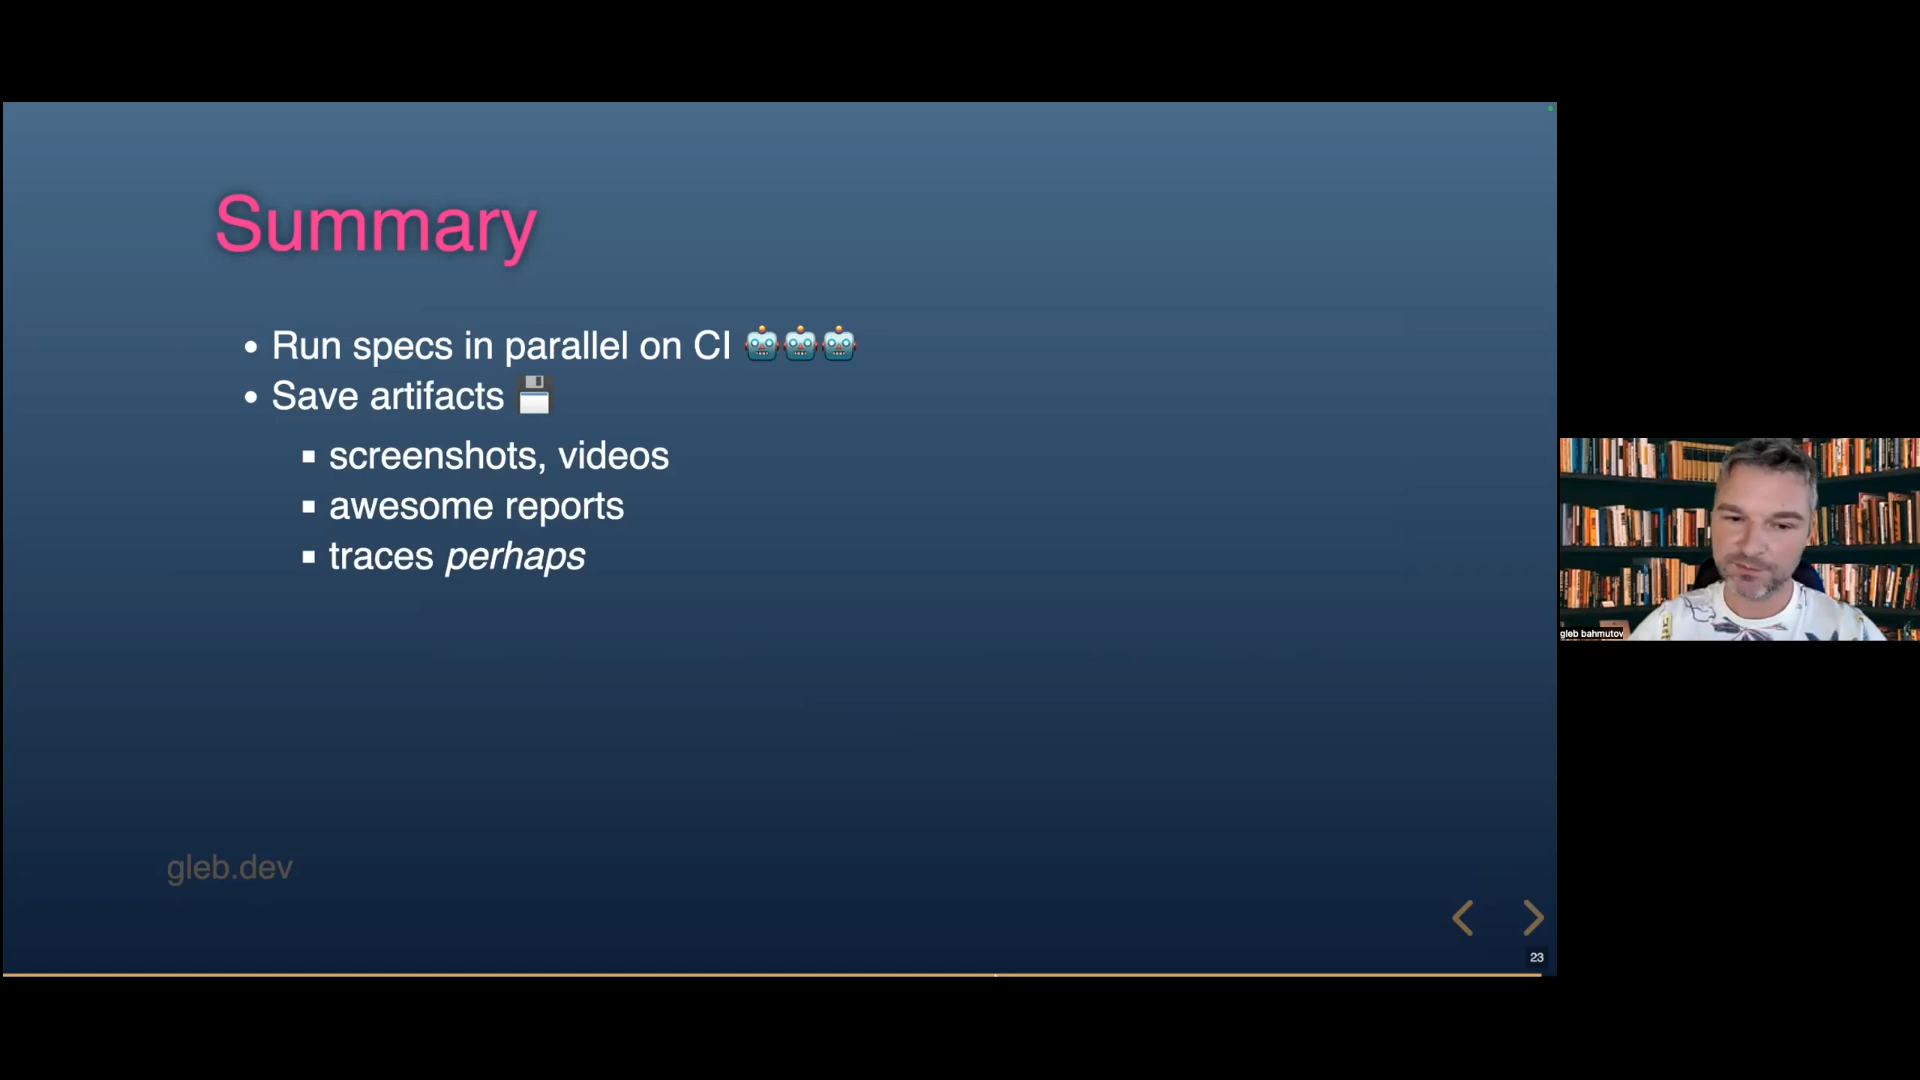 Summary
• Run specs in parallel on CI 🤖🤖🤖
• Save artifacts 💾
▪ screenshots, videos
▪ awesome reports
▪ traces perhaps
gleb bahmutov
gleb.dev
23